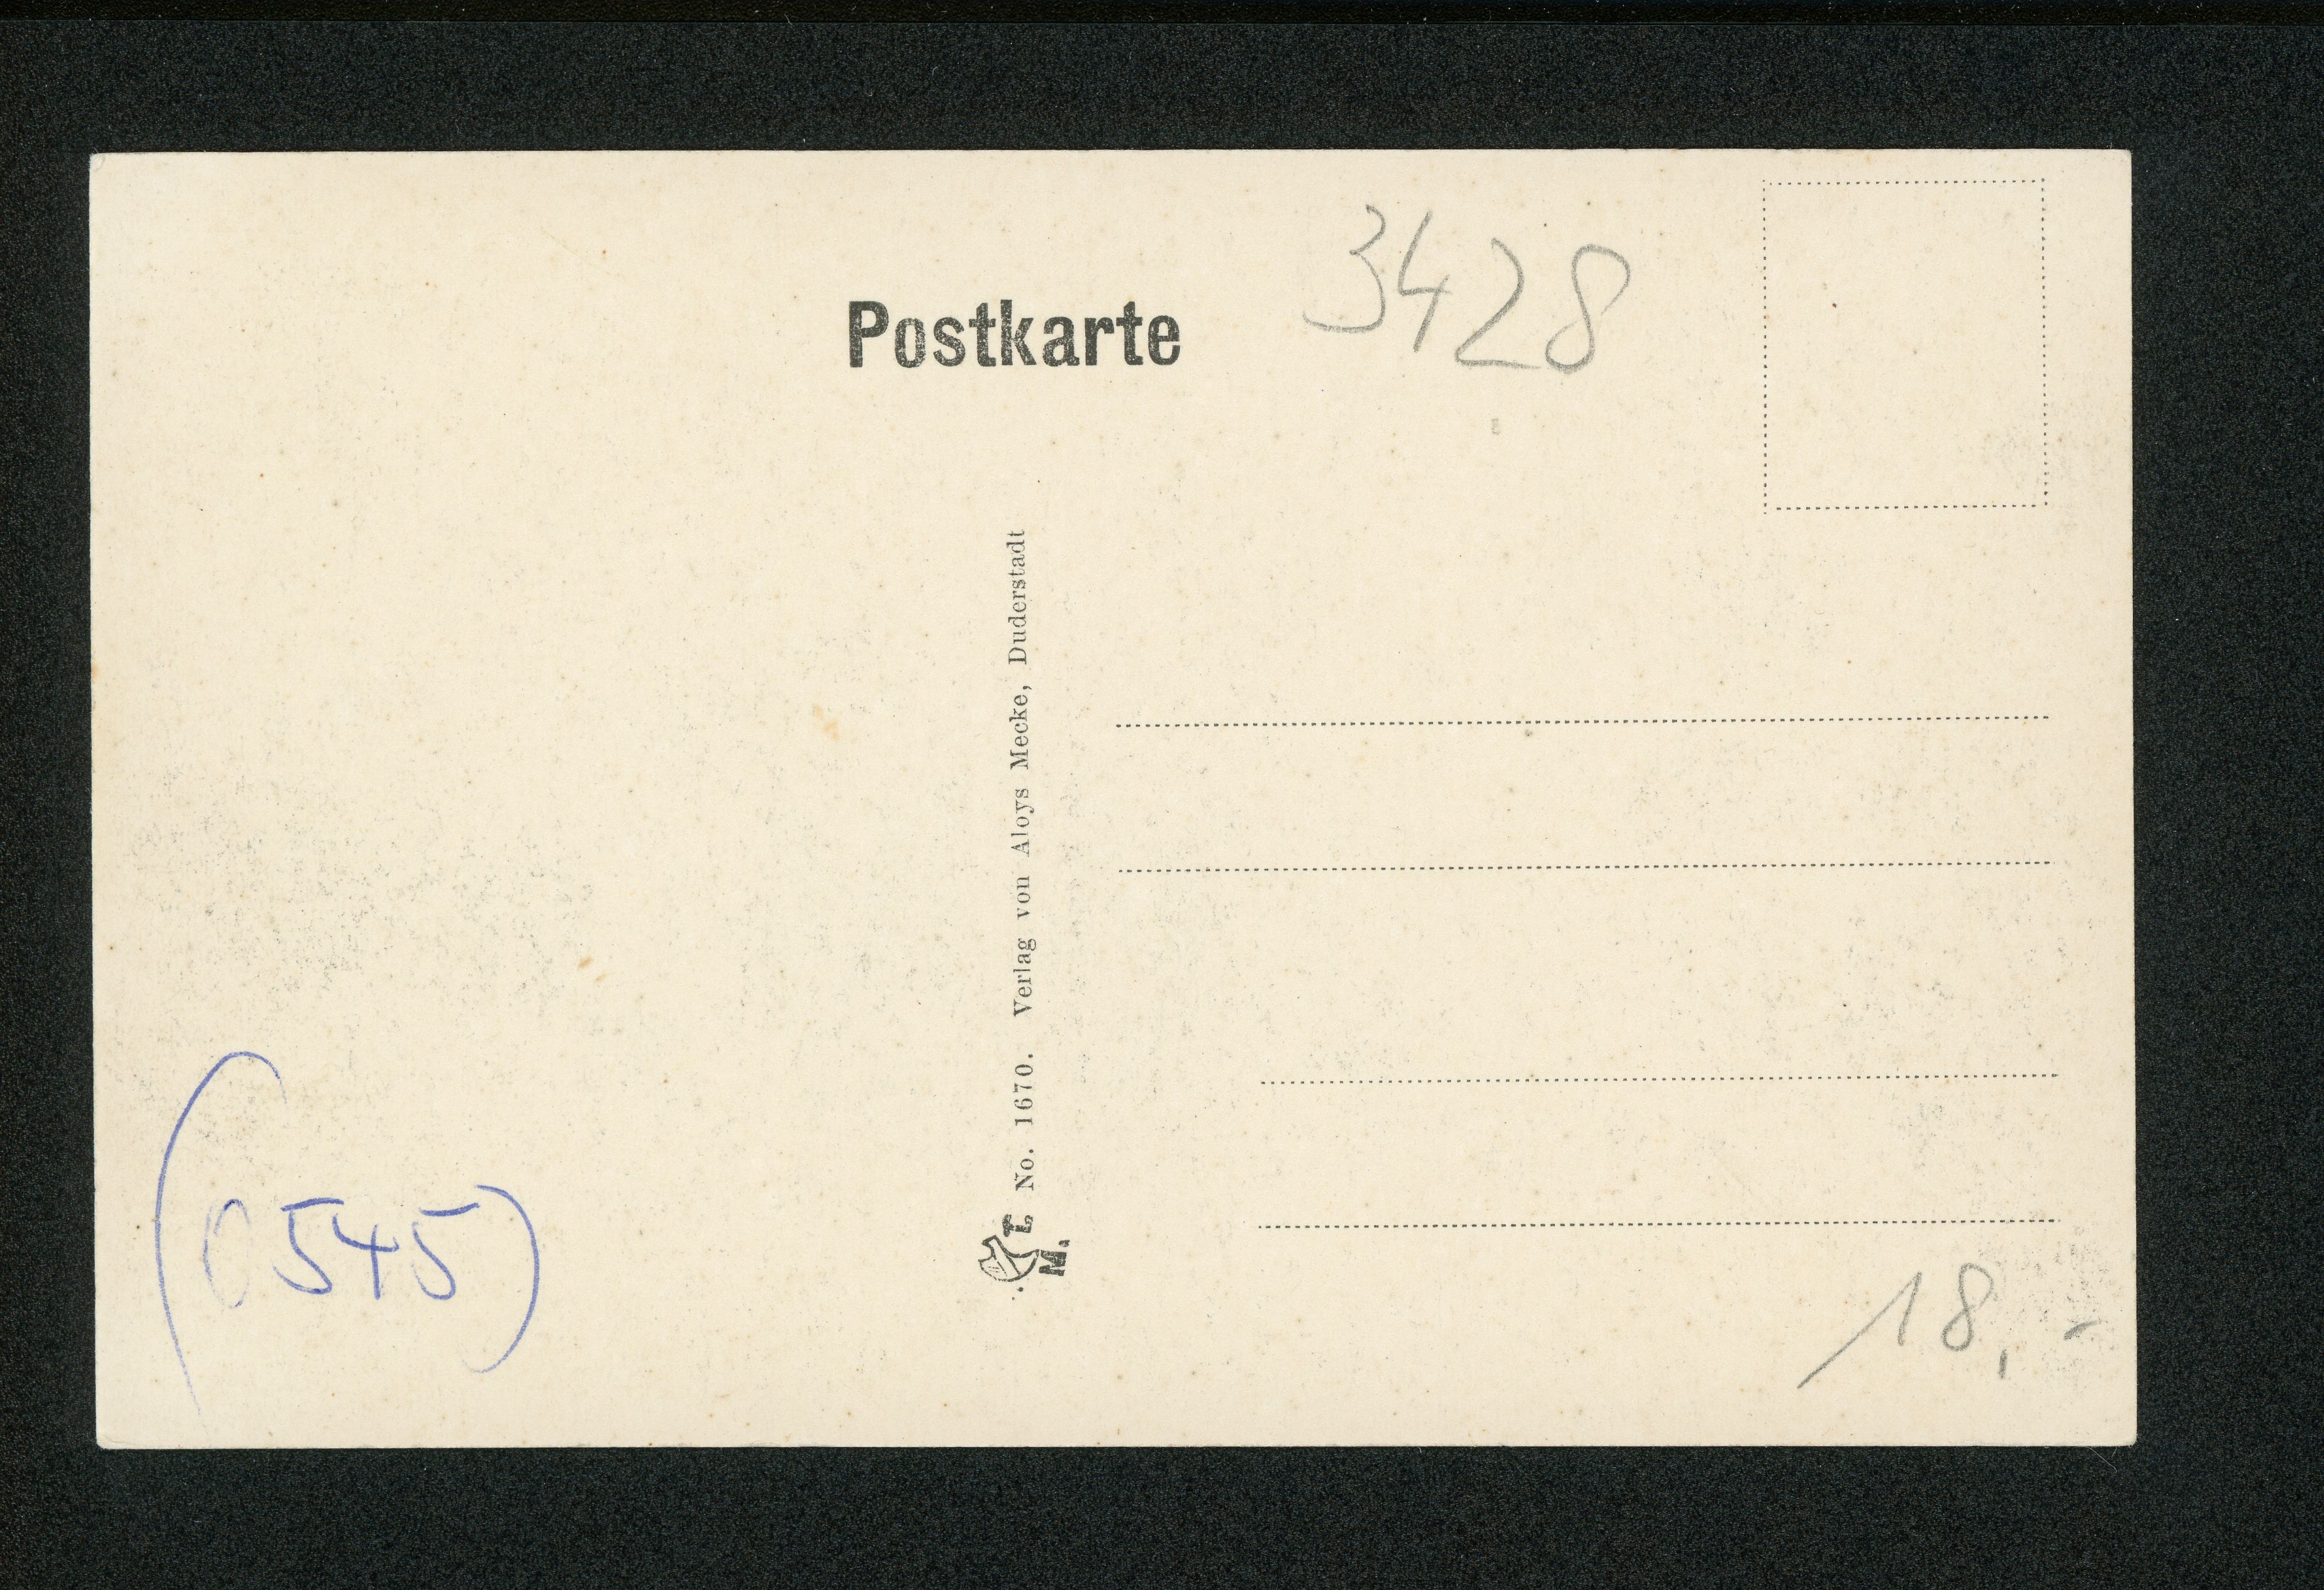 3428
Postkarte
No. 1670. Verlag von Aloys Mecke, Duderstadt
L.
M.
(0545)
18,-